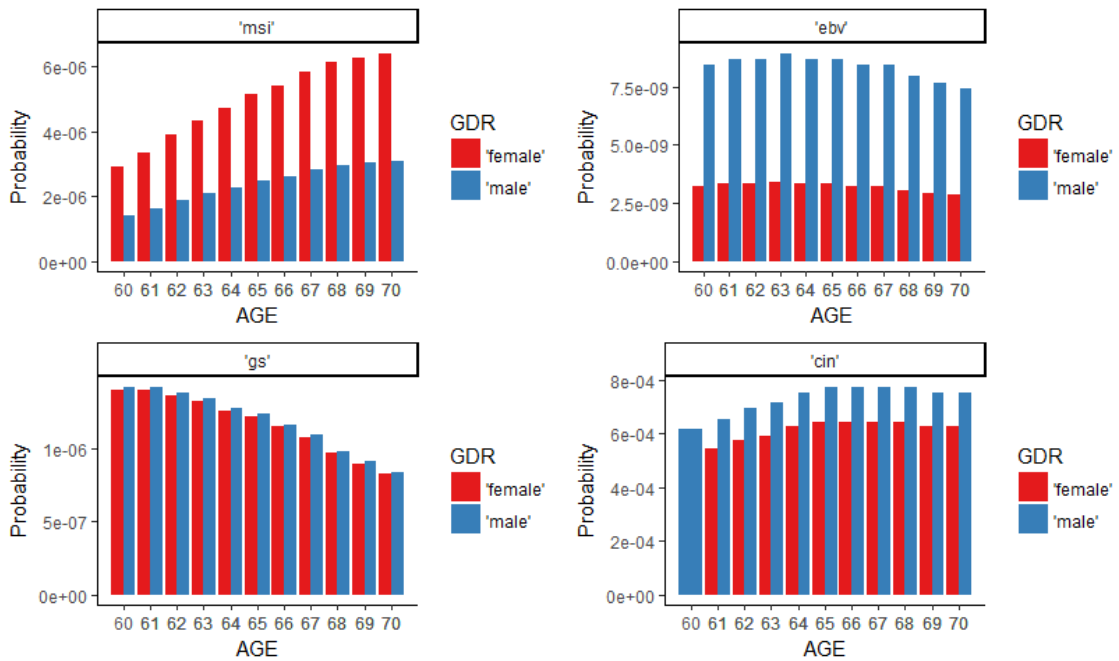 'msi'
Probability
6e-06
4e-06
2e-06
0e+00
60 61 62 63 64 65 66 67 68 69 70
AGE
GDR
'female'
'male'
'ebv'
Probability
7.5e-09
5.0e-09
2.5e-09
0.0e+00
60 61 62 63 64 65 66 67 68 69 70
AGE
GDR
'female'
'male'
'gs'
Probability
1e-06
5e-07
0e+00
60 61 62 63 64 65 66 67 68 69 70
AGE
GDR
'female'
'male'
'cin'
Probability
8e-04
6e-04
4e-04
2e-04
0e+00
60 61 62 63 64 65 66 67 68 69 70
AGE
GDR
'female'
'male'